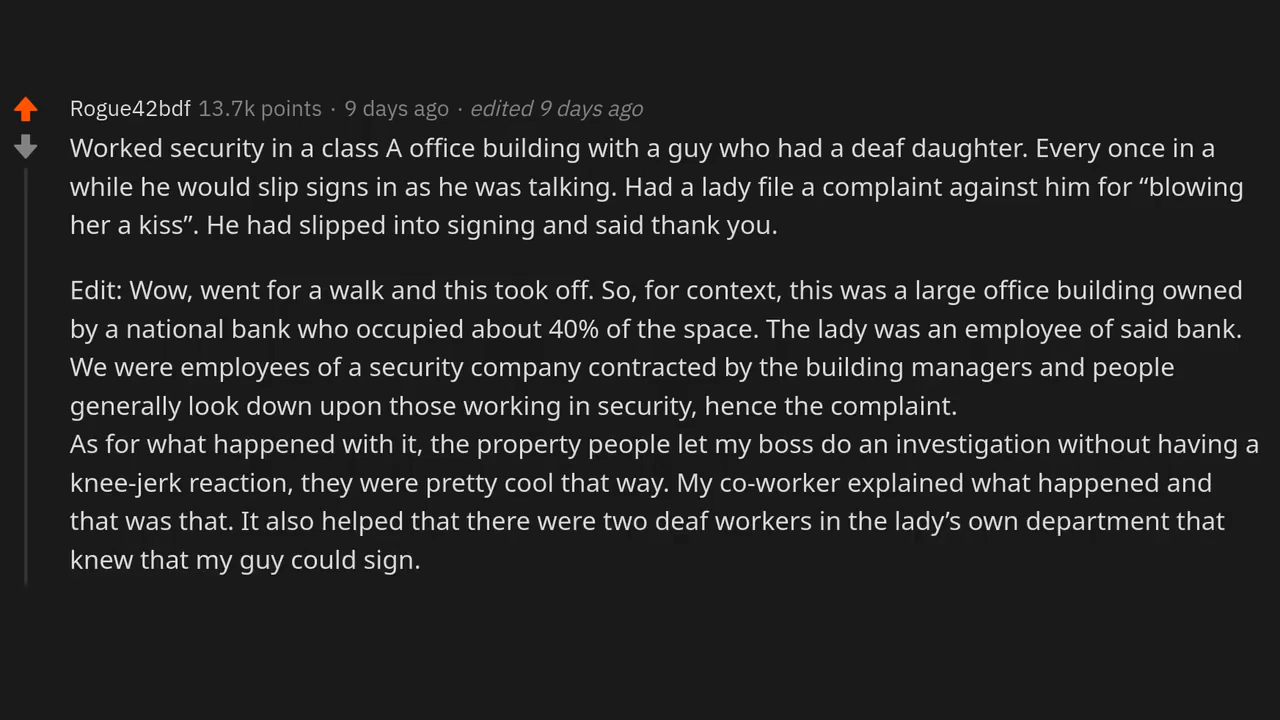 Rogue42bdf 13.7k points · 9 days ago · edited 9 days ago
Worked security in a class A office building with a guy who had a deaf daughter. Every once in a
while he would slip signs in as he was talking. Had a lady file a complaint against him for “blowing
her a kiss”. He had slipped into signing and said thank you.
Edit: Wow, went for a walk and this took off. So, for context, this was a large office building owned
by a national bank who occupied about 40% of the space. The lady was an employee of said bank.
We were employees of a security company contracted by the building managers and people
generally look down upon those working in security, hence the complaint.
As for what happened with it, the property people let my boss do an investigation without having a
knee-jerk reaction, they were pretty cool that way. My co-worker explained what happened and
that was that. It also helped that there were two deaf workers in the lady’s own department that
knew that my guy could sign.